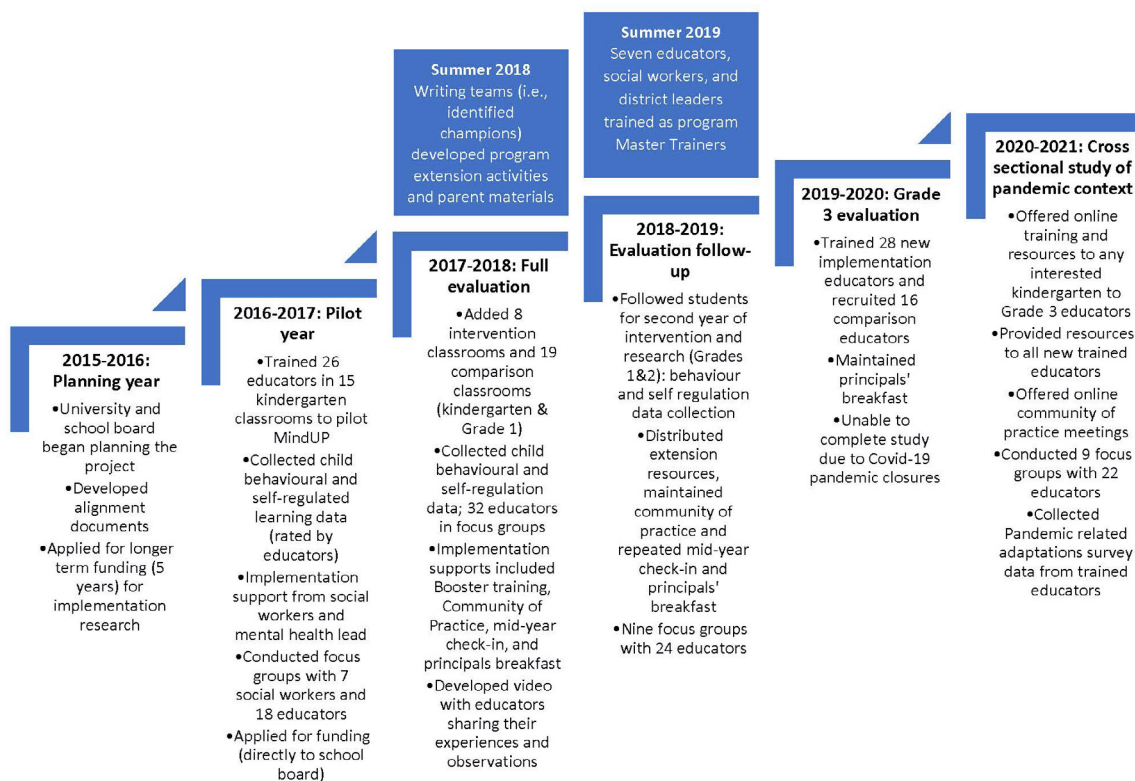 2015-2016:
Planning year
•University and
school board
began planning the
project
•Developed
alignment
documents
•Applied for longer
term funding (5
years) for
implementation
research
2016-2017: Pilot
year
•Trained 26
educators in 15
kindergarten
classrooms to pilot
MindUP
•Collected child
behavioural and
self-regulated
learning data
(rated by
educators)
•Implementation
support from social
workers and
mental health lead
•Conducted focus
groups with 7
social workers and
18 educators
•Applied for funding
(directly to school
board)
Summer 2018
Writing teams (i.e.,
identified
champions)
developed program
extension activities
and parent materials
2017-2018: Full
evaluation
•Added 8
intervention
classrooms and 19
comparison
classrooms
(kindergarten &
Grade 1)
•Collected child
behavioural and
self-regulation
data; 32 educators
in focus groups
•Implementation
supports included
Booster training,
Community of
Practice, mid-year
check-in, and
principals breakfast
•Developed video
with educators
sharing their
experiences and
observations
Summer 2019
Seven educators,
social workers, and
district leaders
trained as program
Master Trainers
2018-2019:
Evaluation follow-
up
•Followed students
for second year of
intervention and
research (Grades
1&2): behaviour
and self regulation
data collection
•Distributed
extension
resources,
maintained
community of
practice and
repeated mid-year
check-in and
principals'
breakfast
•Nine focus groups
with 24 educators
2019-2020: Grade
3 evaluation
•Trained 28 new
implementation
educators and
recruited 16
comparison
educators
•Maintained
principals'
breakfast
•Unable to
complete study
due to Covid-19
pandemic closures
2020-2021: Cross
sectional study of
pandemic context
•Offered online
training and
resources to any
interested
kindergarten to
Grade 3 educators
•Provided resources
to all new trained
educators
•Offered online
community of
practice meetings
•Conducted 9 focus
groups with 22
educators
•Collected
Pandemic related
adaptations survey
data from trained
educators